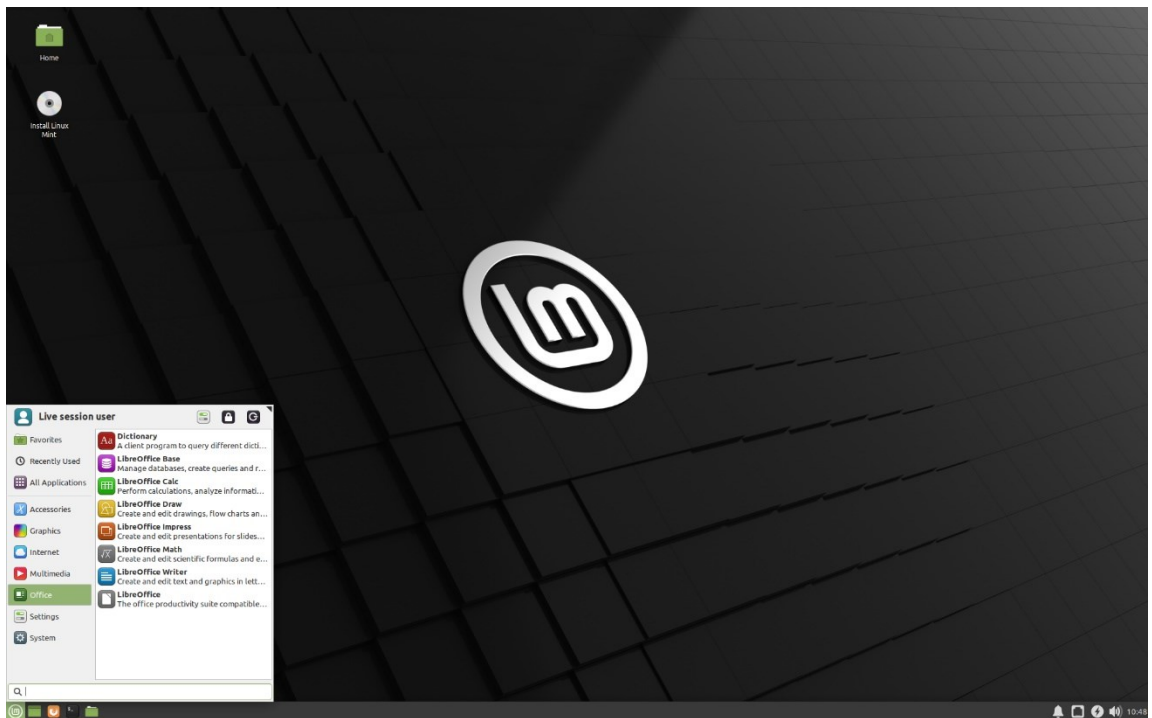 Home
Install Linux
Mint
Live session user
Favorites
Recently Used
All Applications
Accessories
Graphics
Internet
Multimedia
Office
Settings
System
Dictionary
A client program to query different dicti...
LibreOffice Base
Manage databases, create queries and r...
LibreOffice Calc
Perform calculations, analyze informati...
LibreOffice Draw
Create and edit drawings, flow charts an...
LibreOffice Impress
Create and edit presentations for slides...
LibreOffice Math
Create and edit scientific formulas and e...
LibreOffice Writer
Create and edit text and graphics in lett...
LibreOffice
The office productivity suite compatible...
10:48